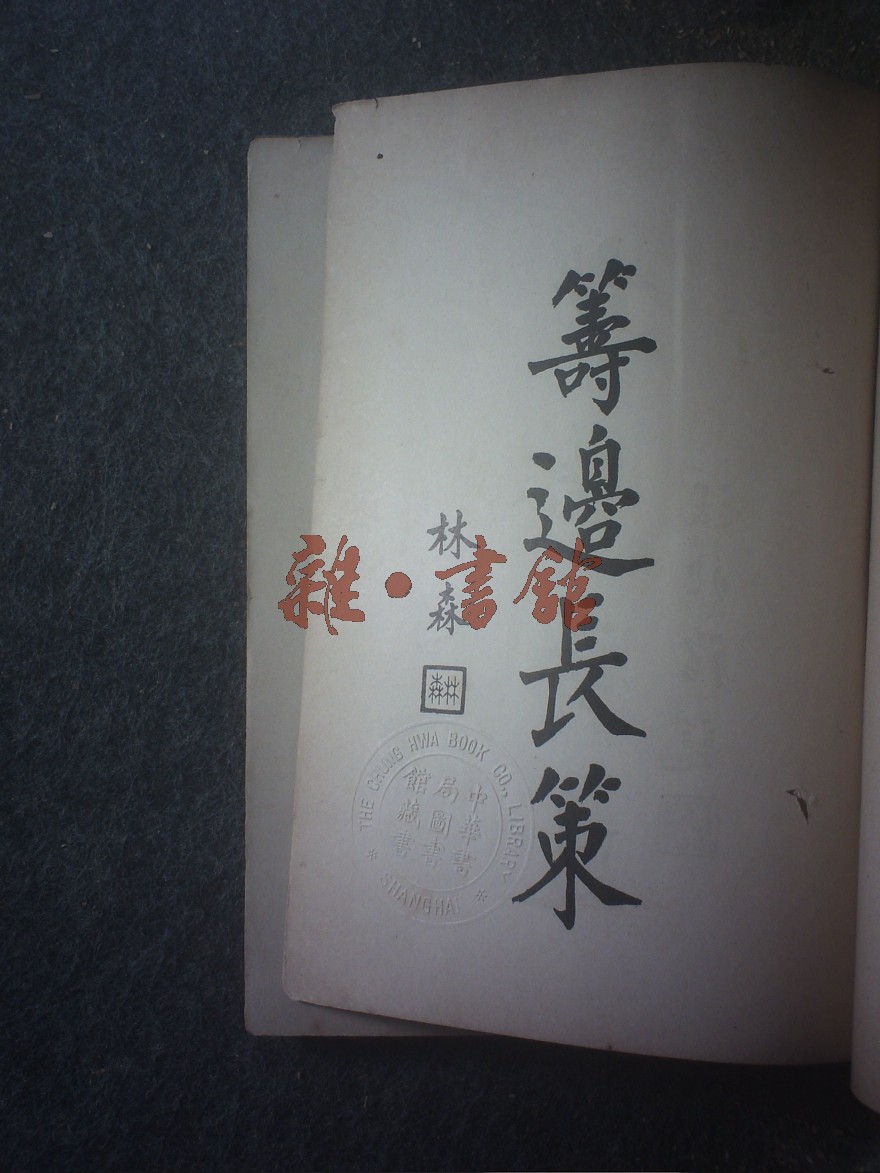 籌邊長策
林森
林森
雜·書館
THE CHUNG HWA BOOK CO., LIBRARY
中華書
局圖書
館藏書
* SHANGHAI *